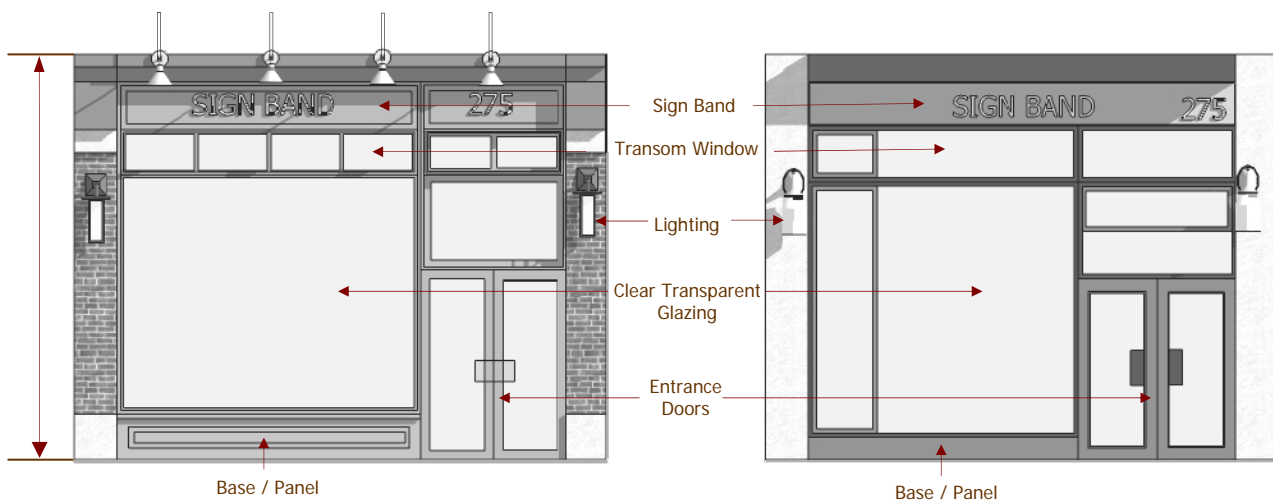 SIGN BAND
275
Sign Band
SIGN BAND
275
Transom Window
Lighting
Clear Transparent
Glazing
Entrance
Doors
Base / Panel
Base / Panel